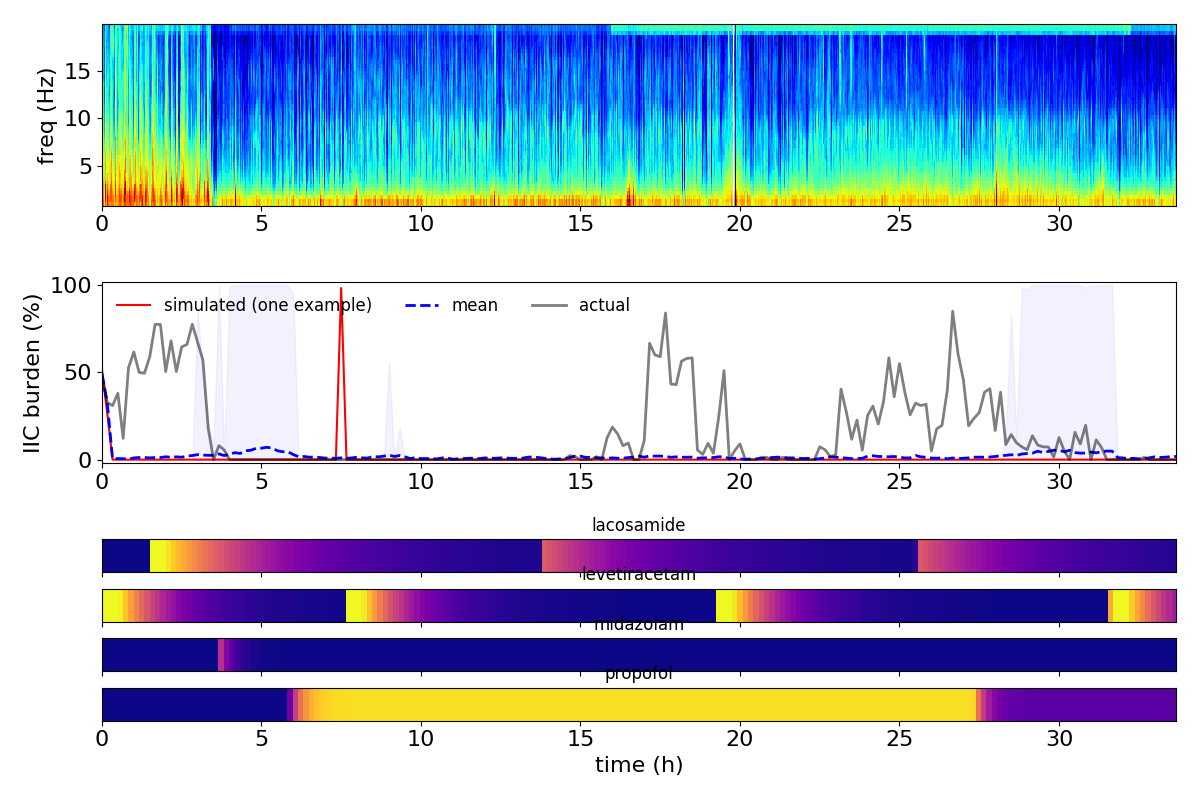 freq (Hz)
15
10
5
0 5 10 15 20 25 30
IIC burden (%)
100
50
0
simulated (one example) mean actual
0 5 10 15 20 25 30
lacosamide
levetiracetam
midazolam
propofol
0 5 10 15 20 25 30
time (h)